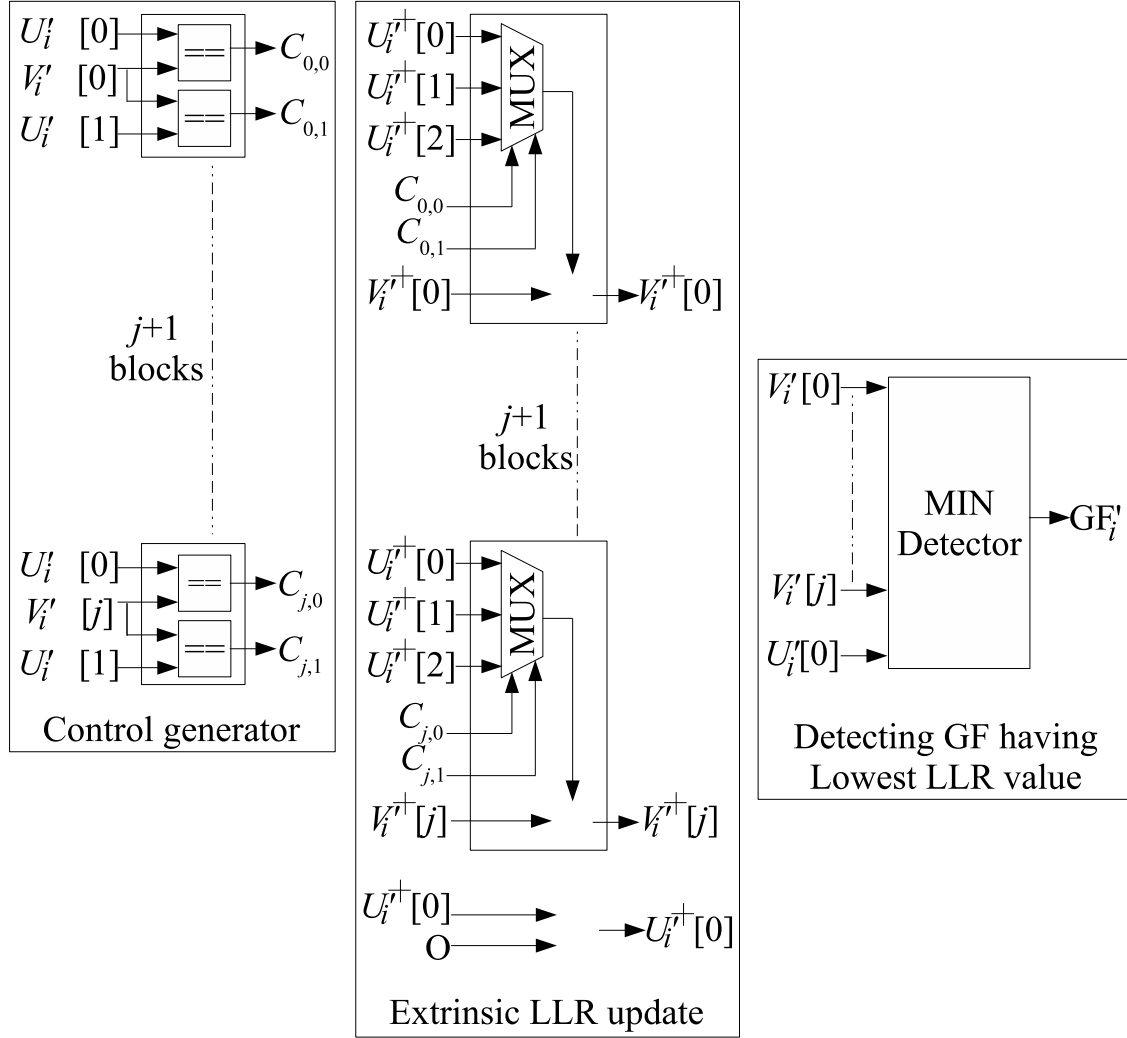 U′ᵢ [0]
== C₀,₀
V′ᵢ [0]
== C₀,₁
U′ᵢ [1]
j+1
blocks
U′ᵢ [0]
== Cⱼ,₀
V′ᵢ [j]
== Cⱼ,₁
U′ᵢ [1]
Control generator
U′ᵢ⁺[0]
U′ᵢ⁺[1]
MUX
U′ᵢ⁺[2]
C₀,₀
C₀,₁
V′ᵢ⁺[0] V′ᵢ⁺[0]
j+1
blocks
U′ᵢ⁺[0]
U′ᵢ⁺[1]
MUX
U′ᵢ⁺[2]
Cⱼ,₀
Cⱼ,₁
V′ᵢ⁺[j] V′ᵢ⁺[j]
U′ᵢ⁺[0]
O U′ᵢ⁺[0]
Extrinsic LLR update
V′ᵢ[0]
MIN
Detector
GF′ᵢ
V′ᵢ[j]
U′ᵢ[0]
Detecting GF having
Lowest LLR value